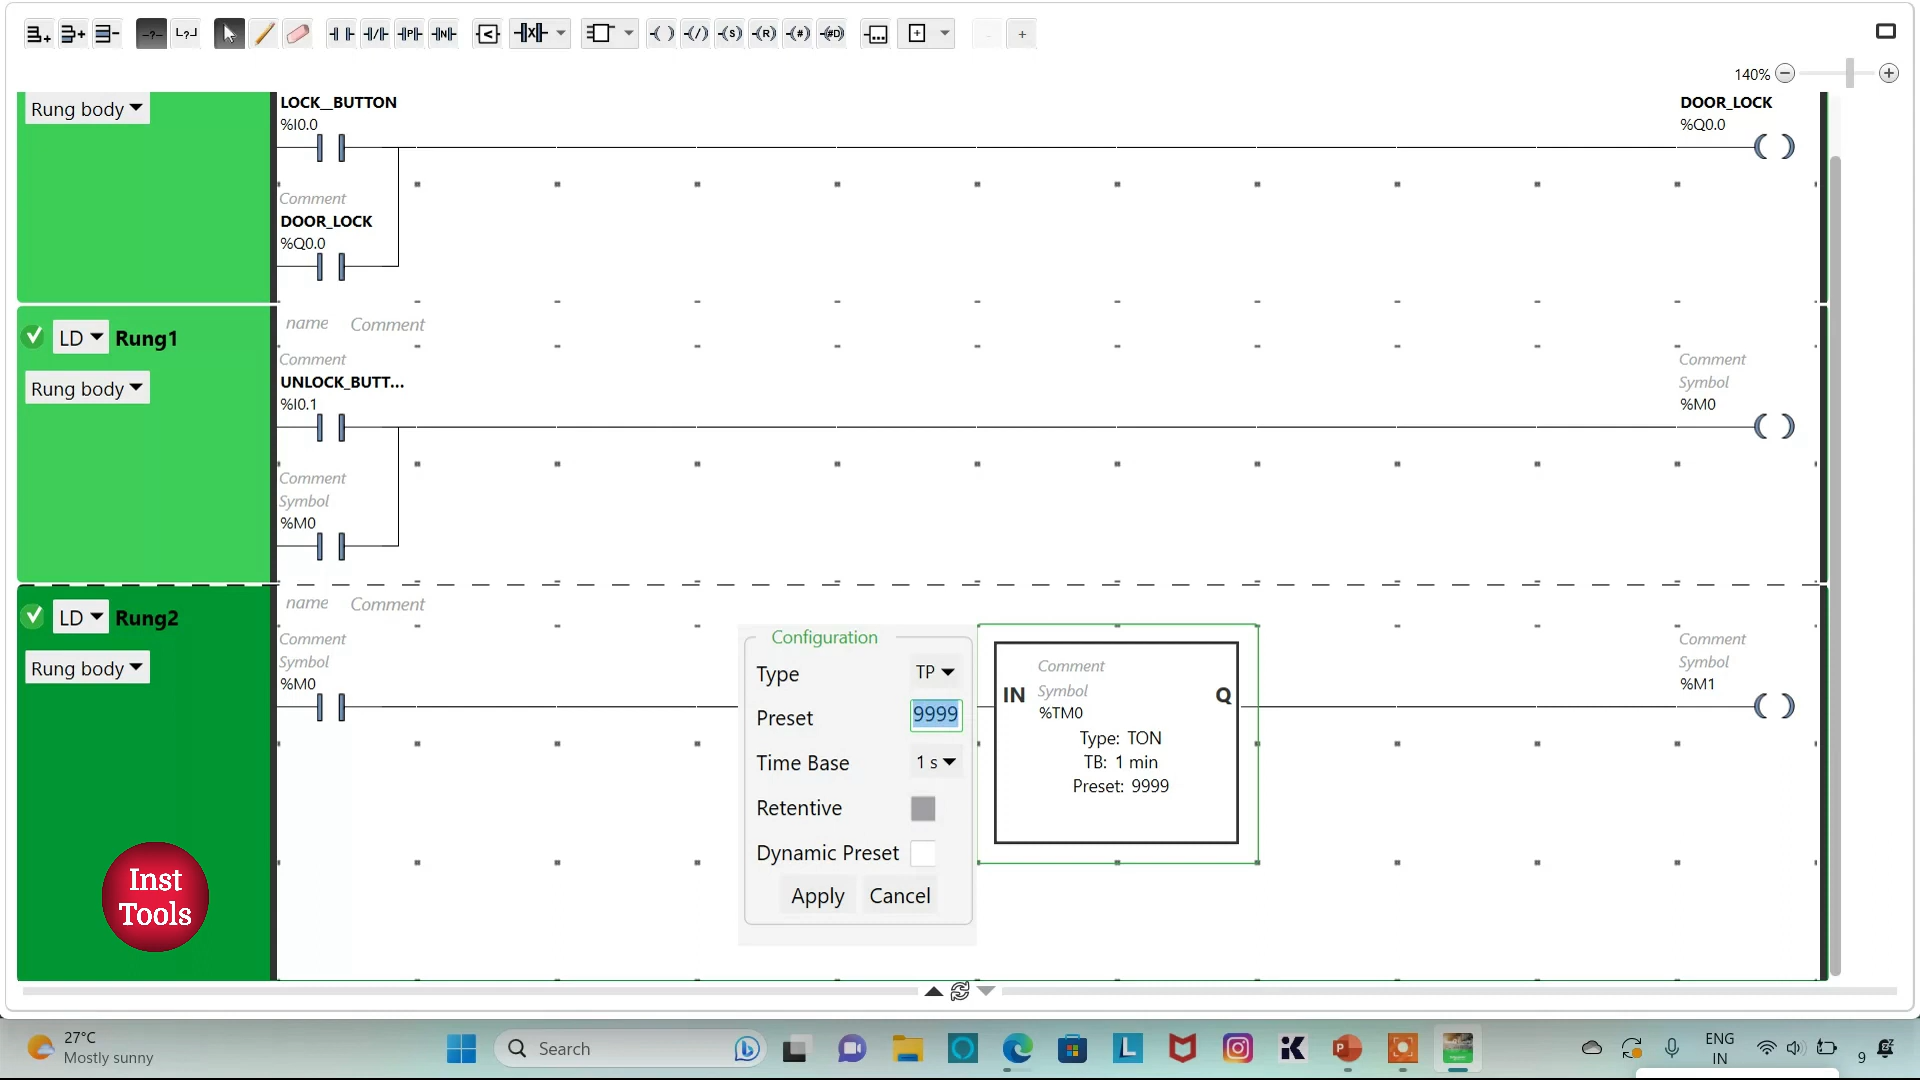 140%
Rung body
LOCK__BUTTON
%I0.0
DOOR_LOCK
%Q0.0
Comment
DOOR_LOCK
%Q0.0
LD Rung1
name Comment
Rung body
Comment
UNLOCK_BUTT...
%I0.1
Comment
Symbol
%M0
Comment
Symbol
%M0
LD Rung2
name Comment
Rung body
Comment
Symbol
%M0
Configuration
Type TP
Preset 9999
Time Base 1 s
Retentive
Dynamic Preset
Apply Cancel
Comment
IN Symbol Q
%TM0
Type: TON
TB: 1 min
Preset: 9999
Comment
Symbol
%M1
Inst
Tools
27°C
Mostly sunny
Search
ENG
IN
9